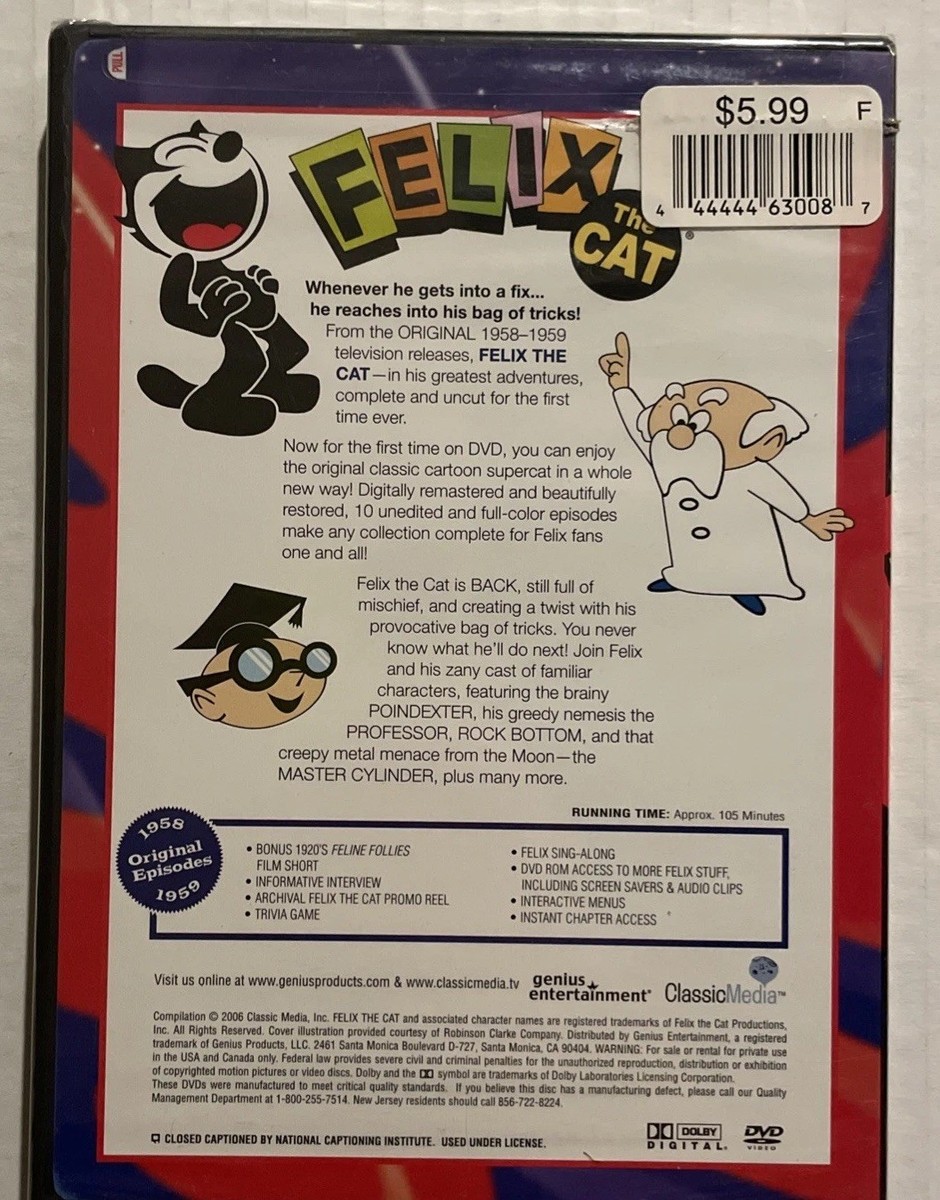 PULL
$5.99 F
4 44444 63008 7
FELIX
The
CAT®
Whenever he gets into a fix...
he reaches into his bag of tricks!
From the ORIGINAL 1958–1959
television releases, FELIX THE
CAT—in his greatest adventures,
complete and uncut for the first
time ever.
Now for the first time on DVD, you can enjoy
the original classic cartoon supercat in a whole
new way! Digitally remastered and beautifully
restored, 10 unedited and full-color episodes
make any collection complete for Felix fans
one and all!
Felix the Cat is BACK, still full of
mischief, and creating a twist with his
provocative bag of tricks. You never
know what he'll do next! Join Felix
and his zany cast of familiar
characters, featuring the brainy
POINDEXTER, his greedy nemesis the
PROFESSOR, ROCK BOTTOM, and that
creepy metal menace from the Moon—the
MASTER CYLINDER, plus many more.
RUNNING TIME: Approx. 105 Minutes
1958
Original
Episodes
1959
• BONUS 1920'S FELINE FOLLIES
FILM SHORT
• INFORMATIVE INTERVIEW
• ARCHIVAL FELIX THE CAT PROMO REEL
• TRIVIA GAME
• FELIX SING-ALONG
• DVD ROM ACCESS TO MORE FELIX STUFF,
INCLUDING SCREEN SAVERS & AUDIO CLIPS
• INTERACTIVE MENUS
• INSTANT CHAPTER ACCESS
Visit us online at www.geniusproducts.com & www.classicmedia.tv
genius
entertainment®
ClassicMedia™
Compilation © 2006 Classic Media, Inc. FELIX THE CAT and associated character names are registered trademarks of Felix the Cat Productions,
Inc. All Rights Reserved. Cover illustration provided courtesy of Robinson Clarke Company. Distributed by Genius Entertainment, a registered
trademark of Genius Products, LLC. 2461 Santa Monica Boulevard D-727, Santa Monica, CA 90404. WARNING: For sale or rental for private use
in the USA and Canada only. Federal law provides severe civil and criminal penalties for the unauthorized reproduction, distribution or exhibition
of copyrighted motion pictures or video discs. Dolby and the DD symbol are trademarks of Dolby Laboratories Licensing Corporation.
These DVDs were manufactured to meet critical quality standards. If you believe this disc has a manufacturing defect, please call our Quality
Management Department at 1-800-255-7514. New Jersey residents should call 856-722-8224.
CLOSED CAPTIONED BY NATIONAL CAPTIONING INSTITUTE. USED UNDER LICENSE.
DOLBY
DIGITAL®
DVD
VIDEO